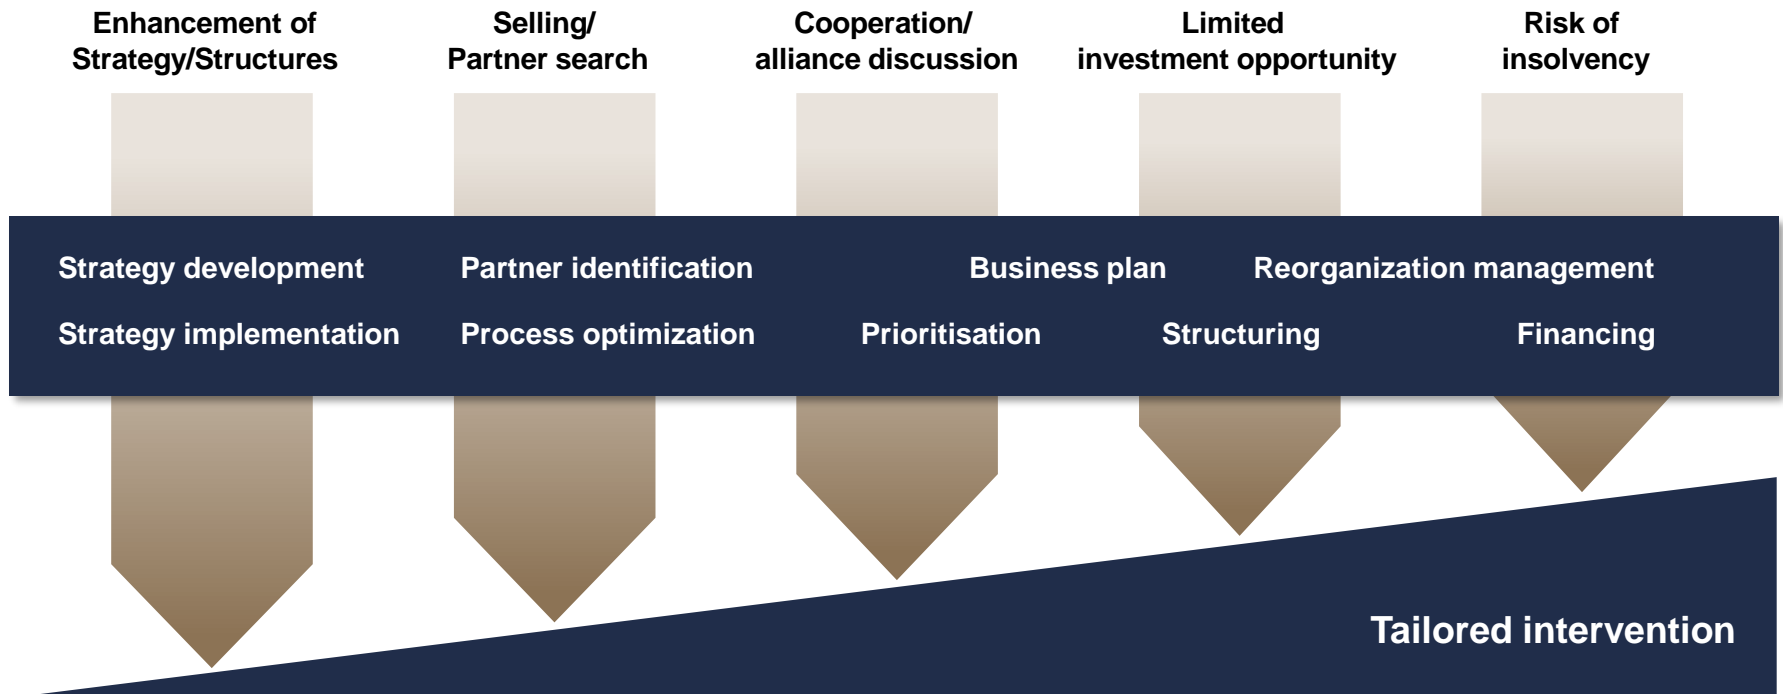 Enhancement of
Strategy/Structures
Selling/
Partner search
Cooperation/
alliance discussion
Limited
investment opportunity
Risk of
insolvency
Strategy development
Partner identification
Business plan
Reorganization management
Strategy implementation
Process optimization
Prioritisation
Structuring
Financing
Tailored intervention